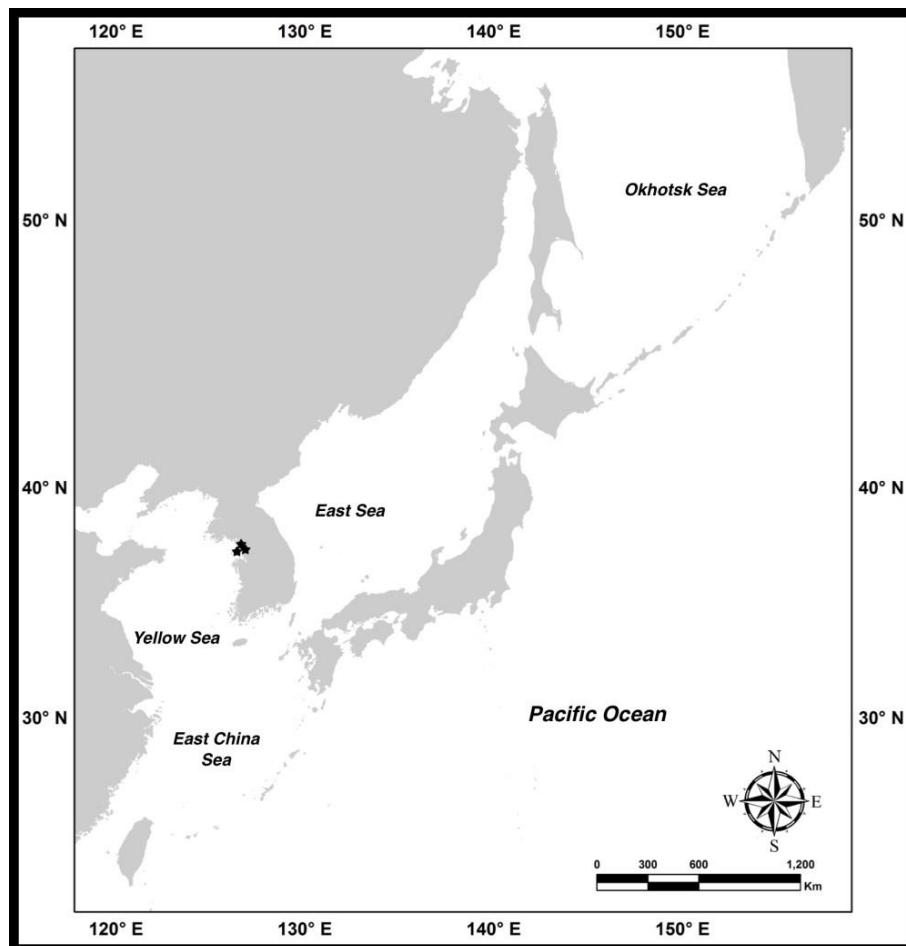 120° E 130° E 140° E 150° E
Okhotsk Sea
50° N 50° N
40° N 40° N
East Sea
Yellow Sea
30° N 30° N
Pacific Ocean
East China
Sea
N
W E
S
0 300 600 1,200
Km
120° E 130° E 140° E 150° E